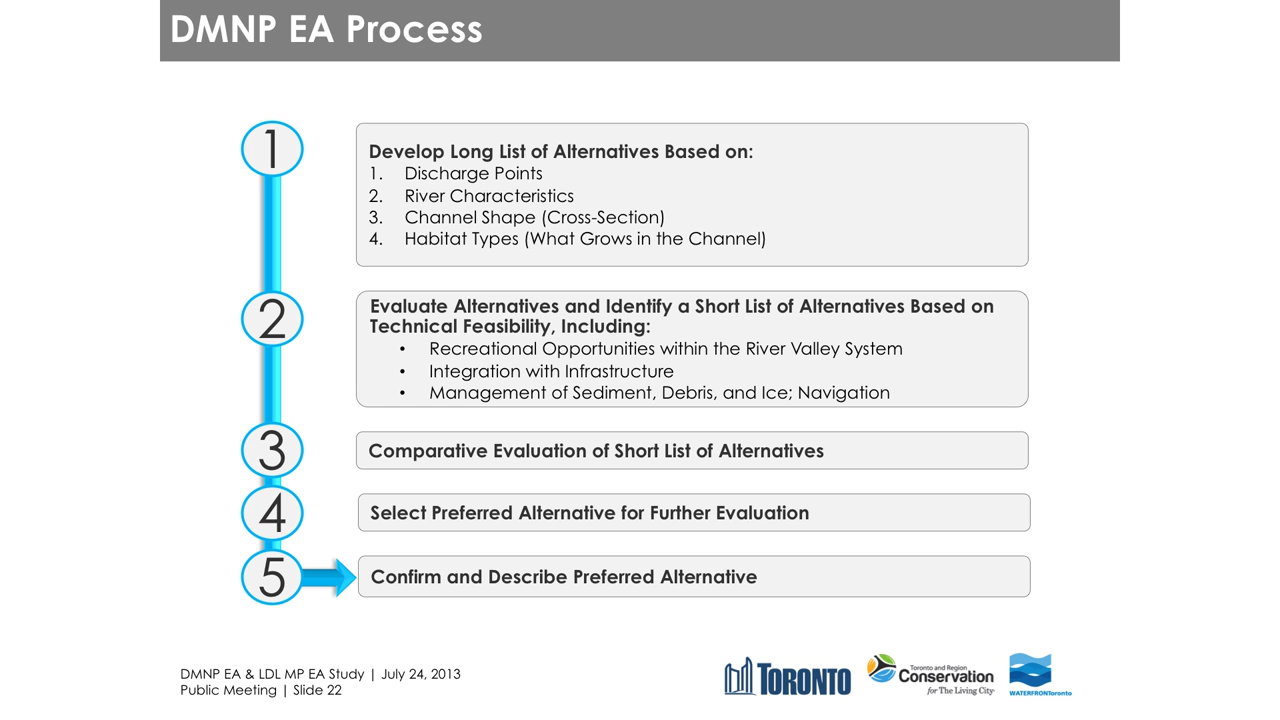 DMNP EA Process
1
Develop Long List of Alternatives Based on:
1. Discharge Points
2. River Characteristics
3. Channel Shape (Cross-Section)
4. Habitat Types (What Grows in the Channel)
2
Evaluate Alternatives and Identify a Short List of Alternatives Based on
Technical Feasibility, Including:
• Recreational Opportunities within the River Valley System
• Integration with Infrastructure
• Management of Sediment, Debris, and Ice; Navigation
3
Comparative Evaluation of Short List of Alternatives
4
Select Preferred Alternative for Further Evaluation
5
Confirm and Describe Preferred Alternative
DMNP EA & LDL MP EA Study | July 24, 2013
Public Meeting | Slide 22
TORONTO
Toronto and Region
Conservation
for The Living City
WATERFRONToronto